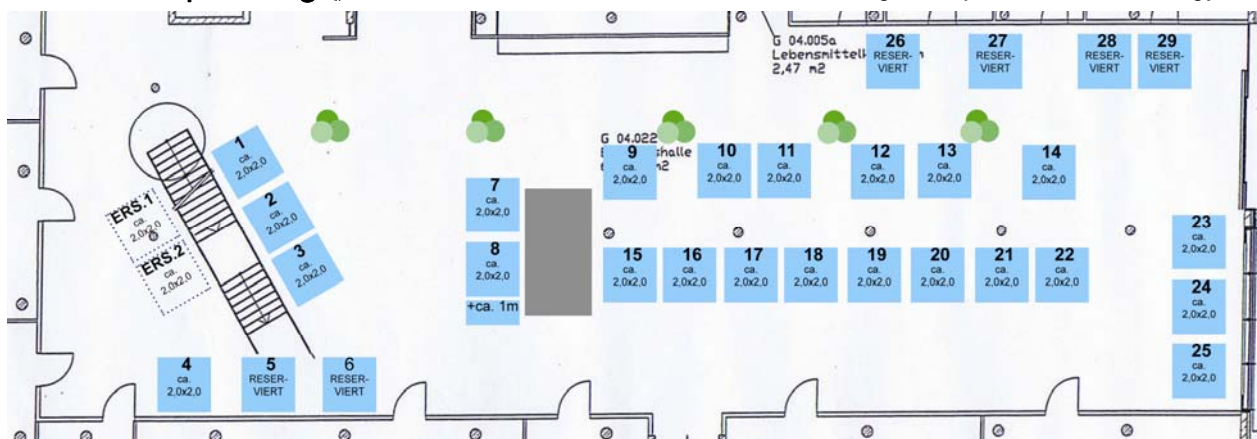 G 04.005a
2,47 m2
26
RESER-
VIERT
27
RESER-
VIERT
28
RESER-
VIERT
29
RESER-
VIERT
G 04.022
1
ca.
2,0x2,0
2
ca.
2,0x2,0
3
ca.
2,0x2,0
ERS.1
ca.
2,0x2,0
ERS.2
ca.
2,0x2,0
7
ca.
2,0x2,0
8
ca.
2,0x2,0
+ca. 1m
9
ca.
2,0x2,0
10
ca.
2,0x2,0
11
ca.
2,0x2,0
12
ca.
2,0x2,0
13
ca.
2,0x2,0
14
ca.
2,0x2,0
15
ca.
2,0x2,0
16
ca.
2,0x2,0
17
ca.
2,0x2,0
18
ca.
2,0x2,0
19
ca.
2,0x2,0
20
ca.
2,0x2,0
21
ca.
2,0x2,0
22
ca.
2,0x2,0
23
ca.
2,0x2,0
24
ca.
2,0x2,0
25
ca.
2,0x2,0
4
ca.
2,0x2,0
5
RESER-
VIERT
6
RESER-
VIERT